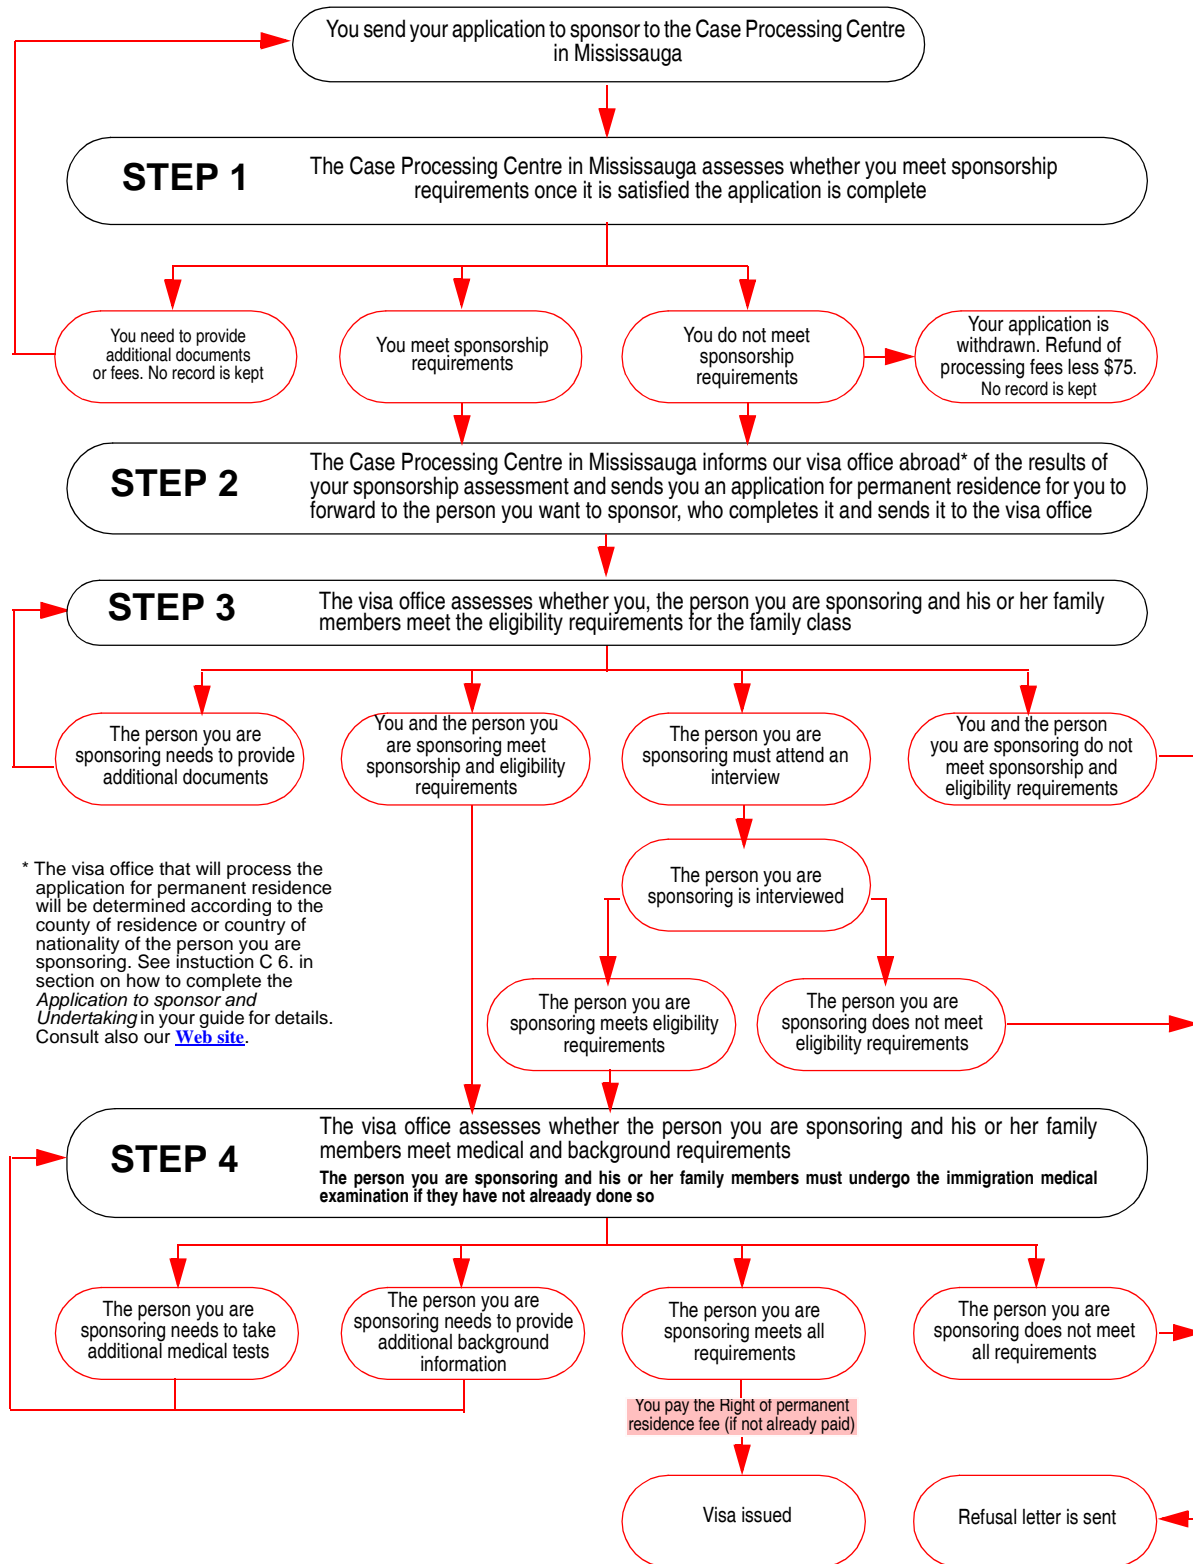 You send your application to sponsor to the Case Processing Centre
in Mississauga
STEP 1
The Case Processing Centre in Mississauga assesses whether you meet sponsorship
requirements once it is satisfied the application is complete
You need to provide
additional documents
or fees. No record is kept
You meet sponsorship
requirements
You do not meet
sponsorship
requirements
Your application is
withdrawn. Refund of
processing fees less $75.
No record is kept
STEP 2
The Case Processing Centre in Mississauga informs our visa office abroad* of the results of
your sponsorship assessment and sends you an application for permanent residence for you to
forward to the person you want to sponsor, who completes it and sends it to the visa office
STEP 3
The visa office assesses whether you, the person you are sponsoring and his or her family
members meet the eligibility requirements for the family class
The person you are
sponsoring needs to provide
additional documents
You and the person you
are sponsoring meet
sponsorship and eligibility
requirements
The person you are
sponsoring must attend an
interview
You and the person
you are sponsoring do not
meet sponsorship and
eligibility requirements
* The visa office that will process the
application for permanent residence
will be determined according to the
county of residence or country of
nationality of the person you are
sponsoring. See instuction C 6. in
section on how to complete the
Application to sponsor and
Undertaking in your guide for details.
Consult also our Web site.
The person you are
sponsoring is interviewed
The person you are
sponsoring meets eligibility
requirements
The person you are
sponsoring does not meet
eligibility requirements
STEP 4
The visa office assesses whether the person you are sponsoring and his or her family
members meet medical and background requirements
The person you are sponsoring and his or her family members must undergo the immigration medical
examination if they have not alreaady done so
The person you are
sponsoring needs to take
additional medical tests
The person you are
sponsoring needs to provide
additional background
information
The person you are
sponsoring meets all
requirements
The person you are
sponsoring does not meet
all requirements
You pay the Right of permanent
residence fee (if not already paid)
Visa issued
Refusal letter is sent